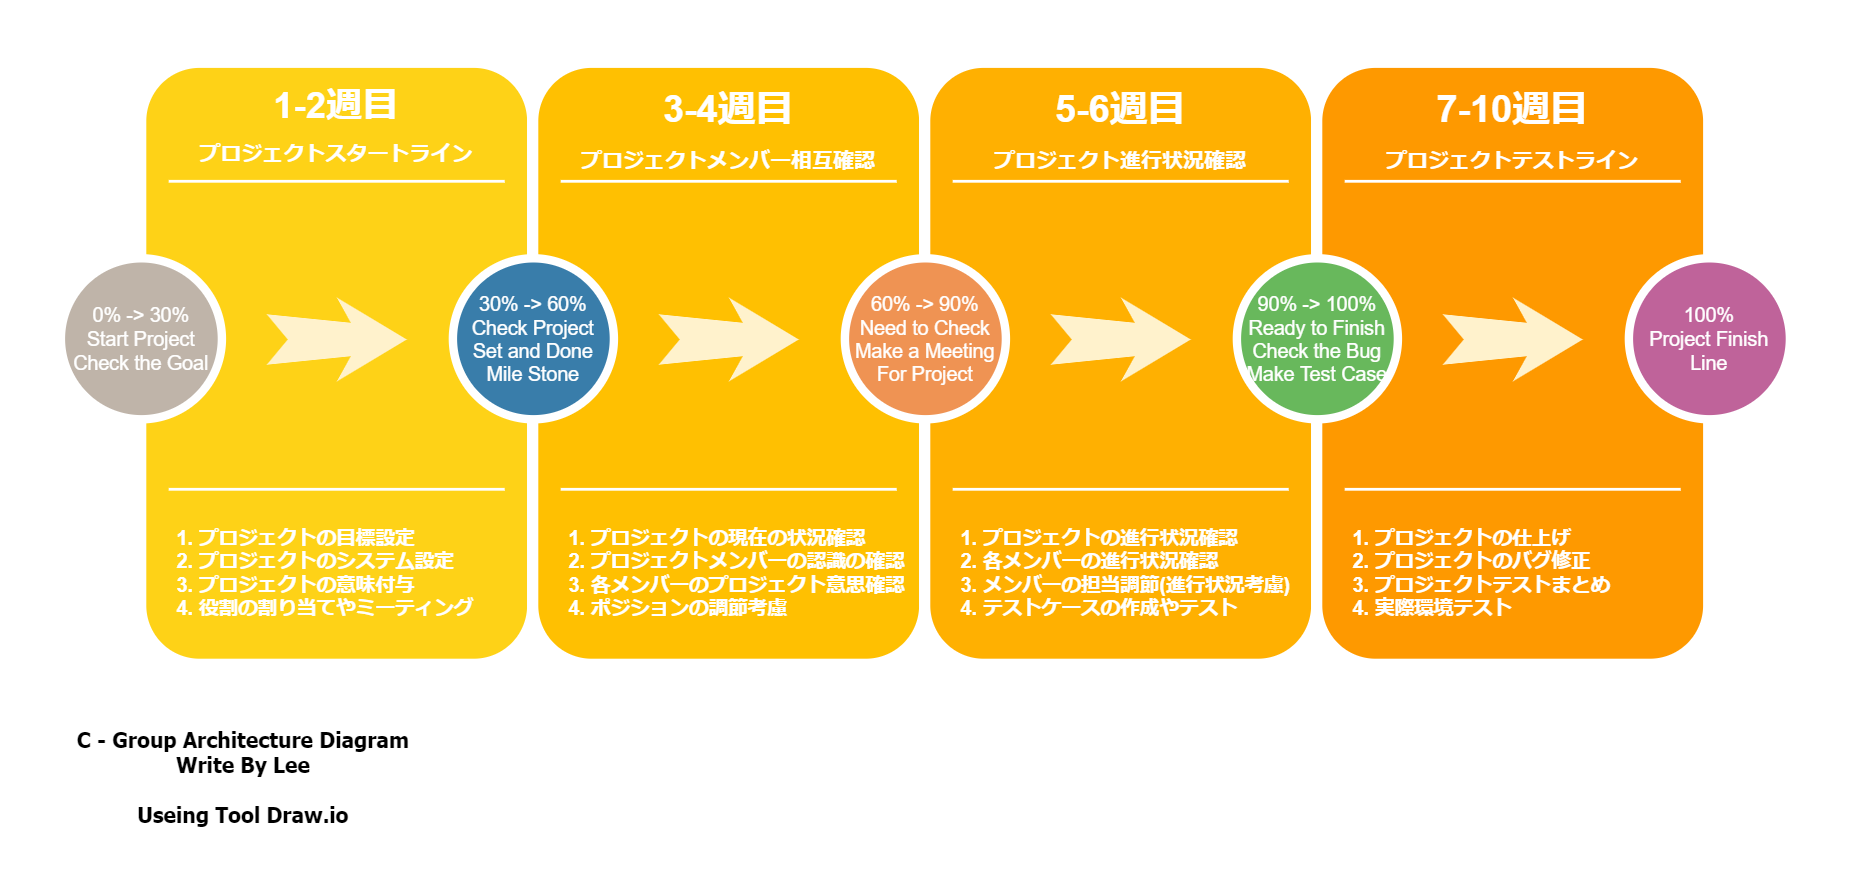 1-2週目
プロジェクトスタートライン
3-4週目
プロジェクトメンバー相互確認
5-6週目
プロジェクト進行状況確認
7-10週目
プロジェクトテストライン
0% -> 30%
Start Project
Check the Goal
30% -> 60%
Check Project
Set and Done
Mile Stone
60% -> 90%
Need to Check
Make a Meeting
For Project
90% -> 100%
Ready to Finish
Check the Bug
Make Test Case
100%
Project Finish
Line
1. プロジェクトの目標設定
2. プロジェクトのシステム設定
3. プロジェクトの意味付与
4. 役割の割り当てやミーティング
1. プロジェクトの現在の状況確認
2. プロジェクトメンバーの認識の確認
3. 各メンバーのプロジェクト意思確認
4. ポジションの調節考慮
1. プロジェクトの進行状況確認
2. 各メンバーの進行状況確認
3. メンバーの担当調節(進行状況考慮)
4. テストケースの作成やテスト
1. プロジェクトの仕上げ
2. プロジェクトのバグ修正
3. プロジェクトテストまとめ
4. 実際環境テスト
C - Group Architecture Diagram
Write By Lee
Useing Tool Draw.io